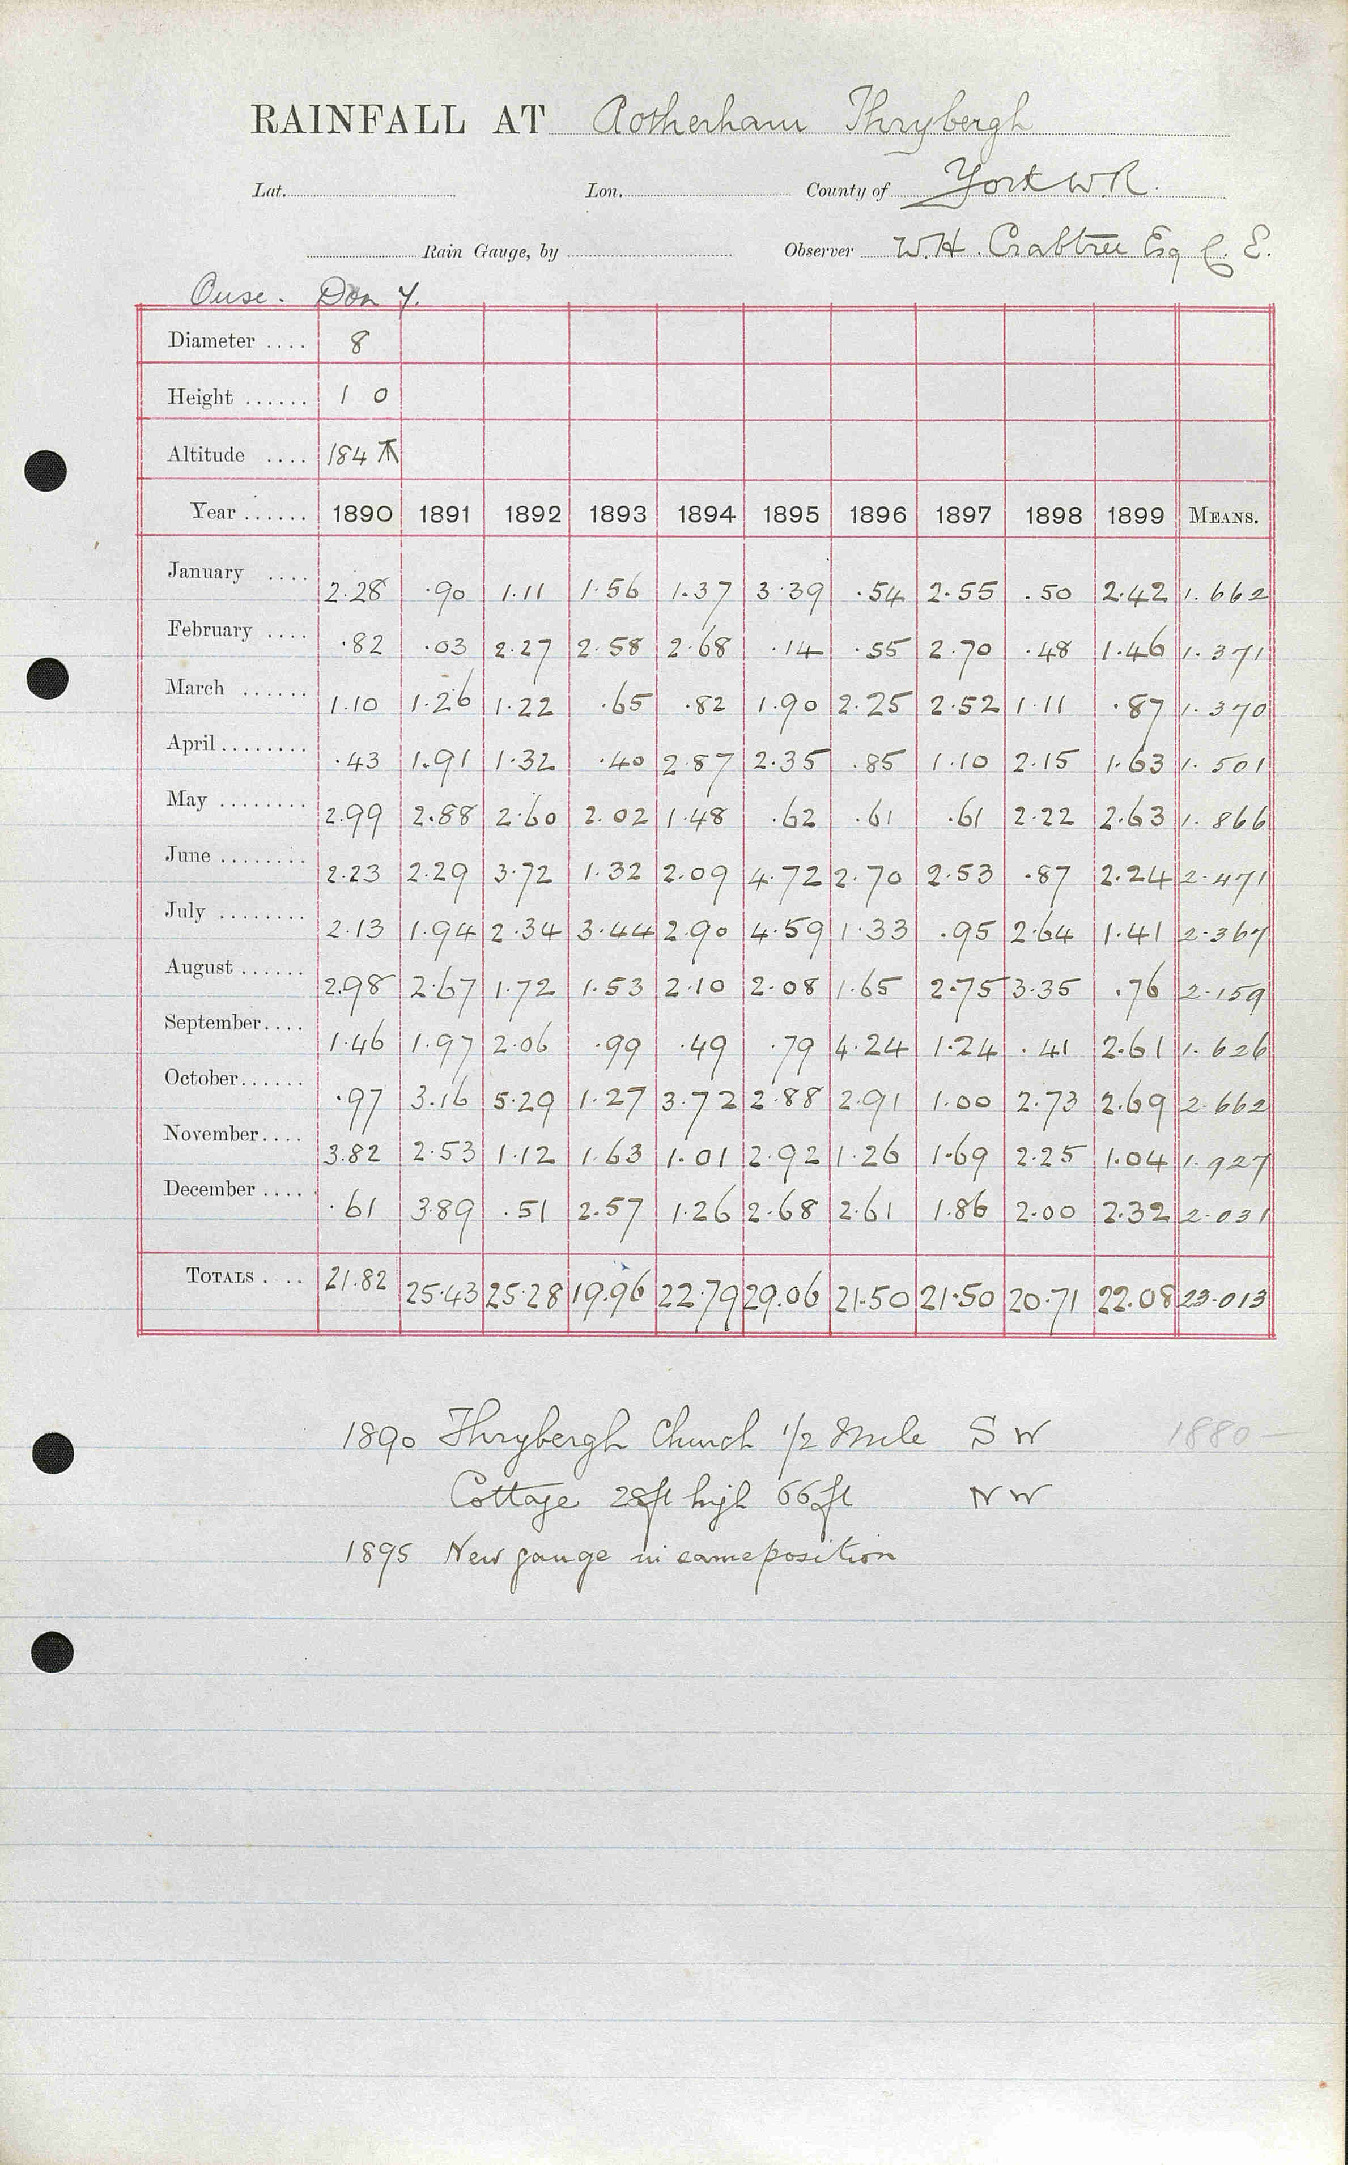 RAINFALL AT Rotherham Thrybergh
Lat. Lon. County of York W.R.
Rain Gauge, by Observer W.H. Crabtree Esq C. E.
Ouse. Don 7.
Diameter .... 8
Height ...... 1 0
Altitude .... 184
Year ...... 1890 1891 1892 1893 1894 1895 1896 1897 1898 1899 MEANS.
January .... 2.28 .90 1.11 1.56 1.37 3.39 .54 2.55 .50 2.42 1.662
February .... .82 .03 2.27 2.58 2.68 .14 .55 2.70 .48 1.46 1.371
March ...... 1.10 1.26 1.22 .65 .82 1.90 2.25 2.52 1.11 .87 1.370
April ........ .43 1.91 1.32 .40 2.87 2.35 .85 1.10 2.15 1.63 1.501
May ........ 2.99 2.88 2.60 2.02 1.48 .62 .61 .61 2.22 2.63 1.866
June ........ 2.23 2.29 3.72 1.32 2.09 4.72 2.70 2.53 .87 2.24 2.471
July ........ 2.13 1.94 2.34 3.44 2.90 4.59 1.33 .95 2.64 1.41 2.367
August ...... 2.98 2.67 1.72 1.53 2.10 2.08 1.65 2.75 3.35 .76 2.159
September .... 1.46 1.97 2.06 .99 .49 .79 4.24 1.24 .41 2.61 1.626
October ...... .97 3.16 5.29 1.27 3.72 2.88 2.91 1.00 2.73 2.69 2.662
November .... 3.82 2.53 1.12 1.63 1.01 2.92 1.26 1.69 2.25 1.04 1.927
December ..... .61 3.89 .51 2.57 1.26 2.68 2.61 1.86 2.00 2.32 2.031
TOTALS .... 21.82 25.43 25.28 19.96 22.79 29.06 21.50 21.50 20.71 22.08 23.013
1890 Thrybergh Church 1/2 Mile S W 1880
Cottage 28ft high 66ft N W
1895 New gauge in same position